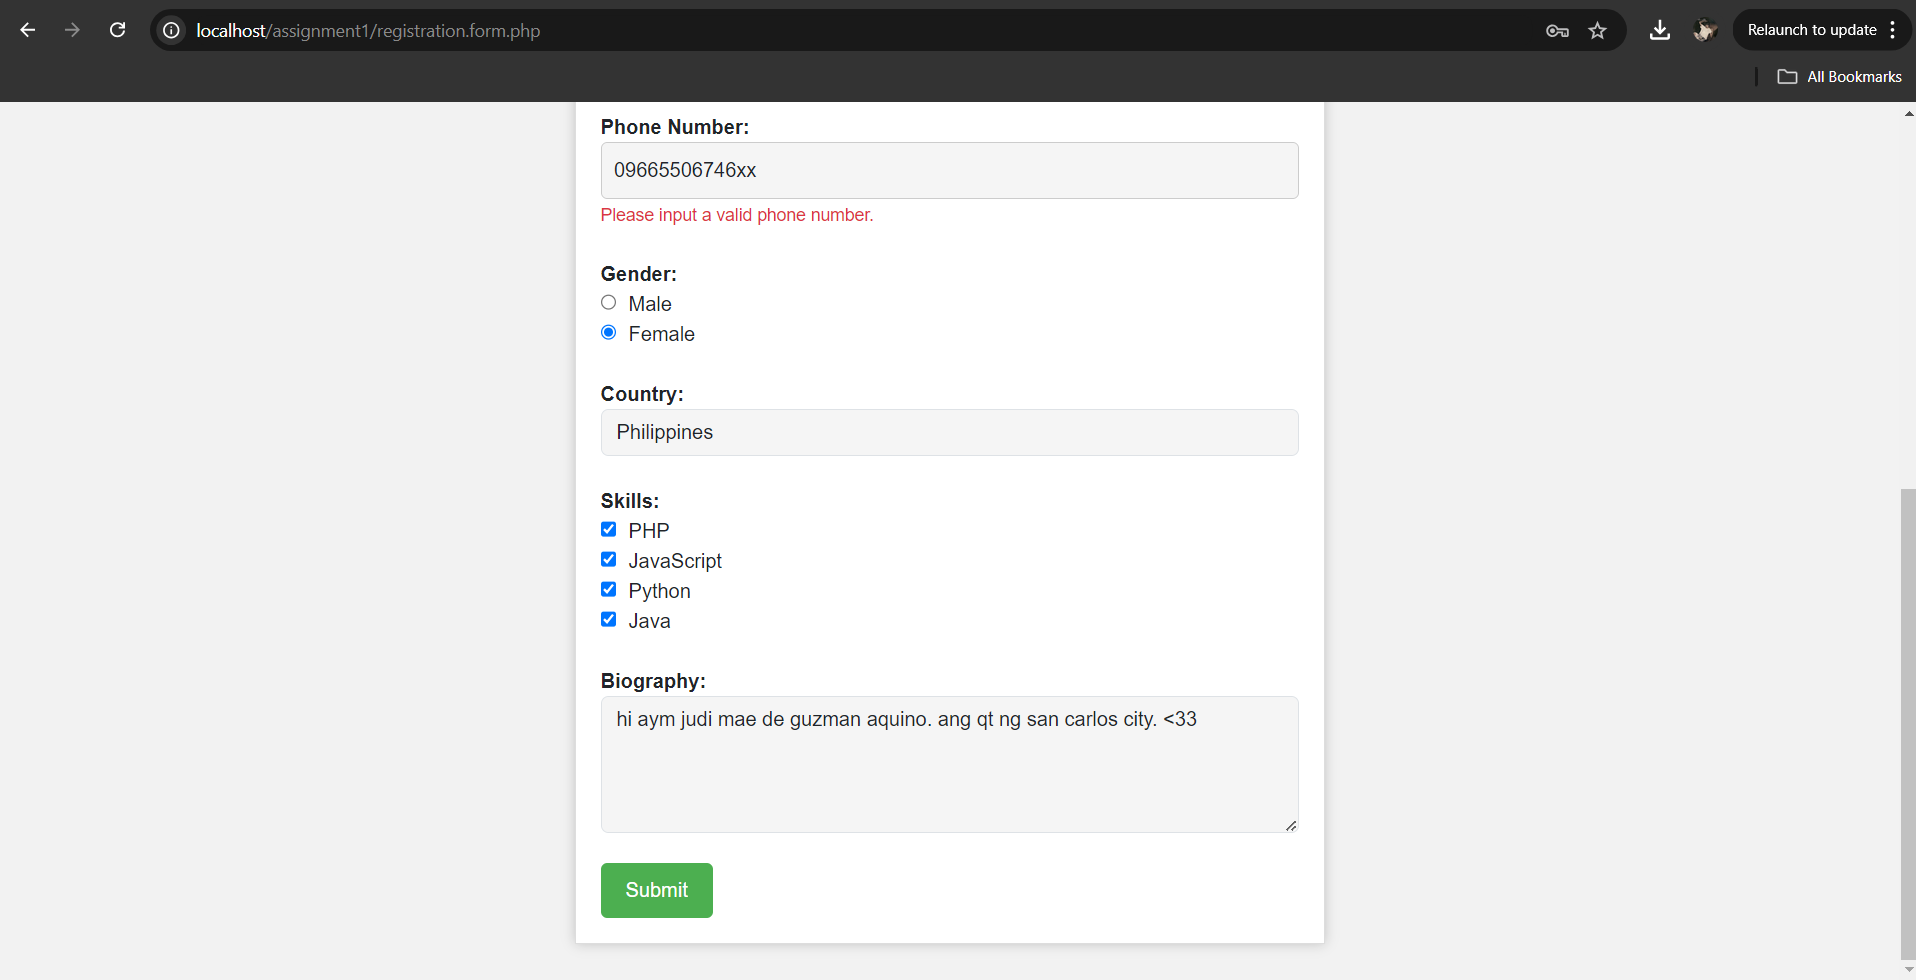 localhost/assignment1/registration.form.php
Relaunch to update
All Bookmarks
Phone Number:
09665506746xx
Please input a valid phone number.
Gender:
Male
Female
Country:
Philippines
Skills:
PHP
JavaScript
Python
Java
Biography:
hi aym judi mae de guzman aquino. ang qt ng san carlos city. <33
Submit